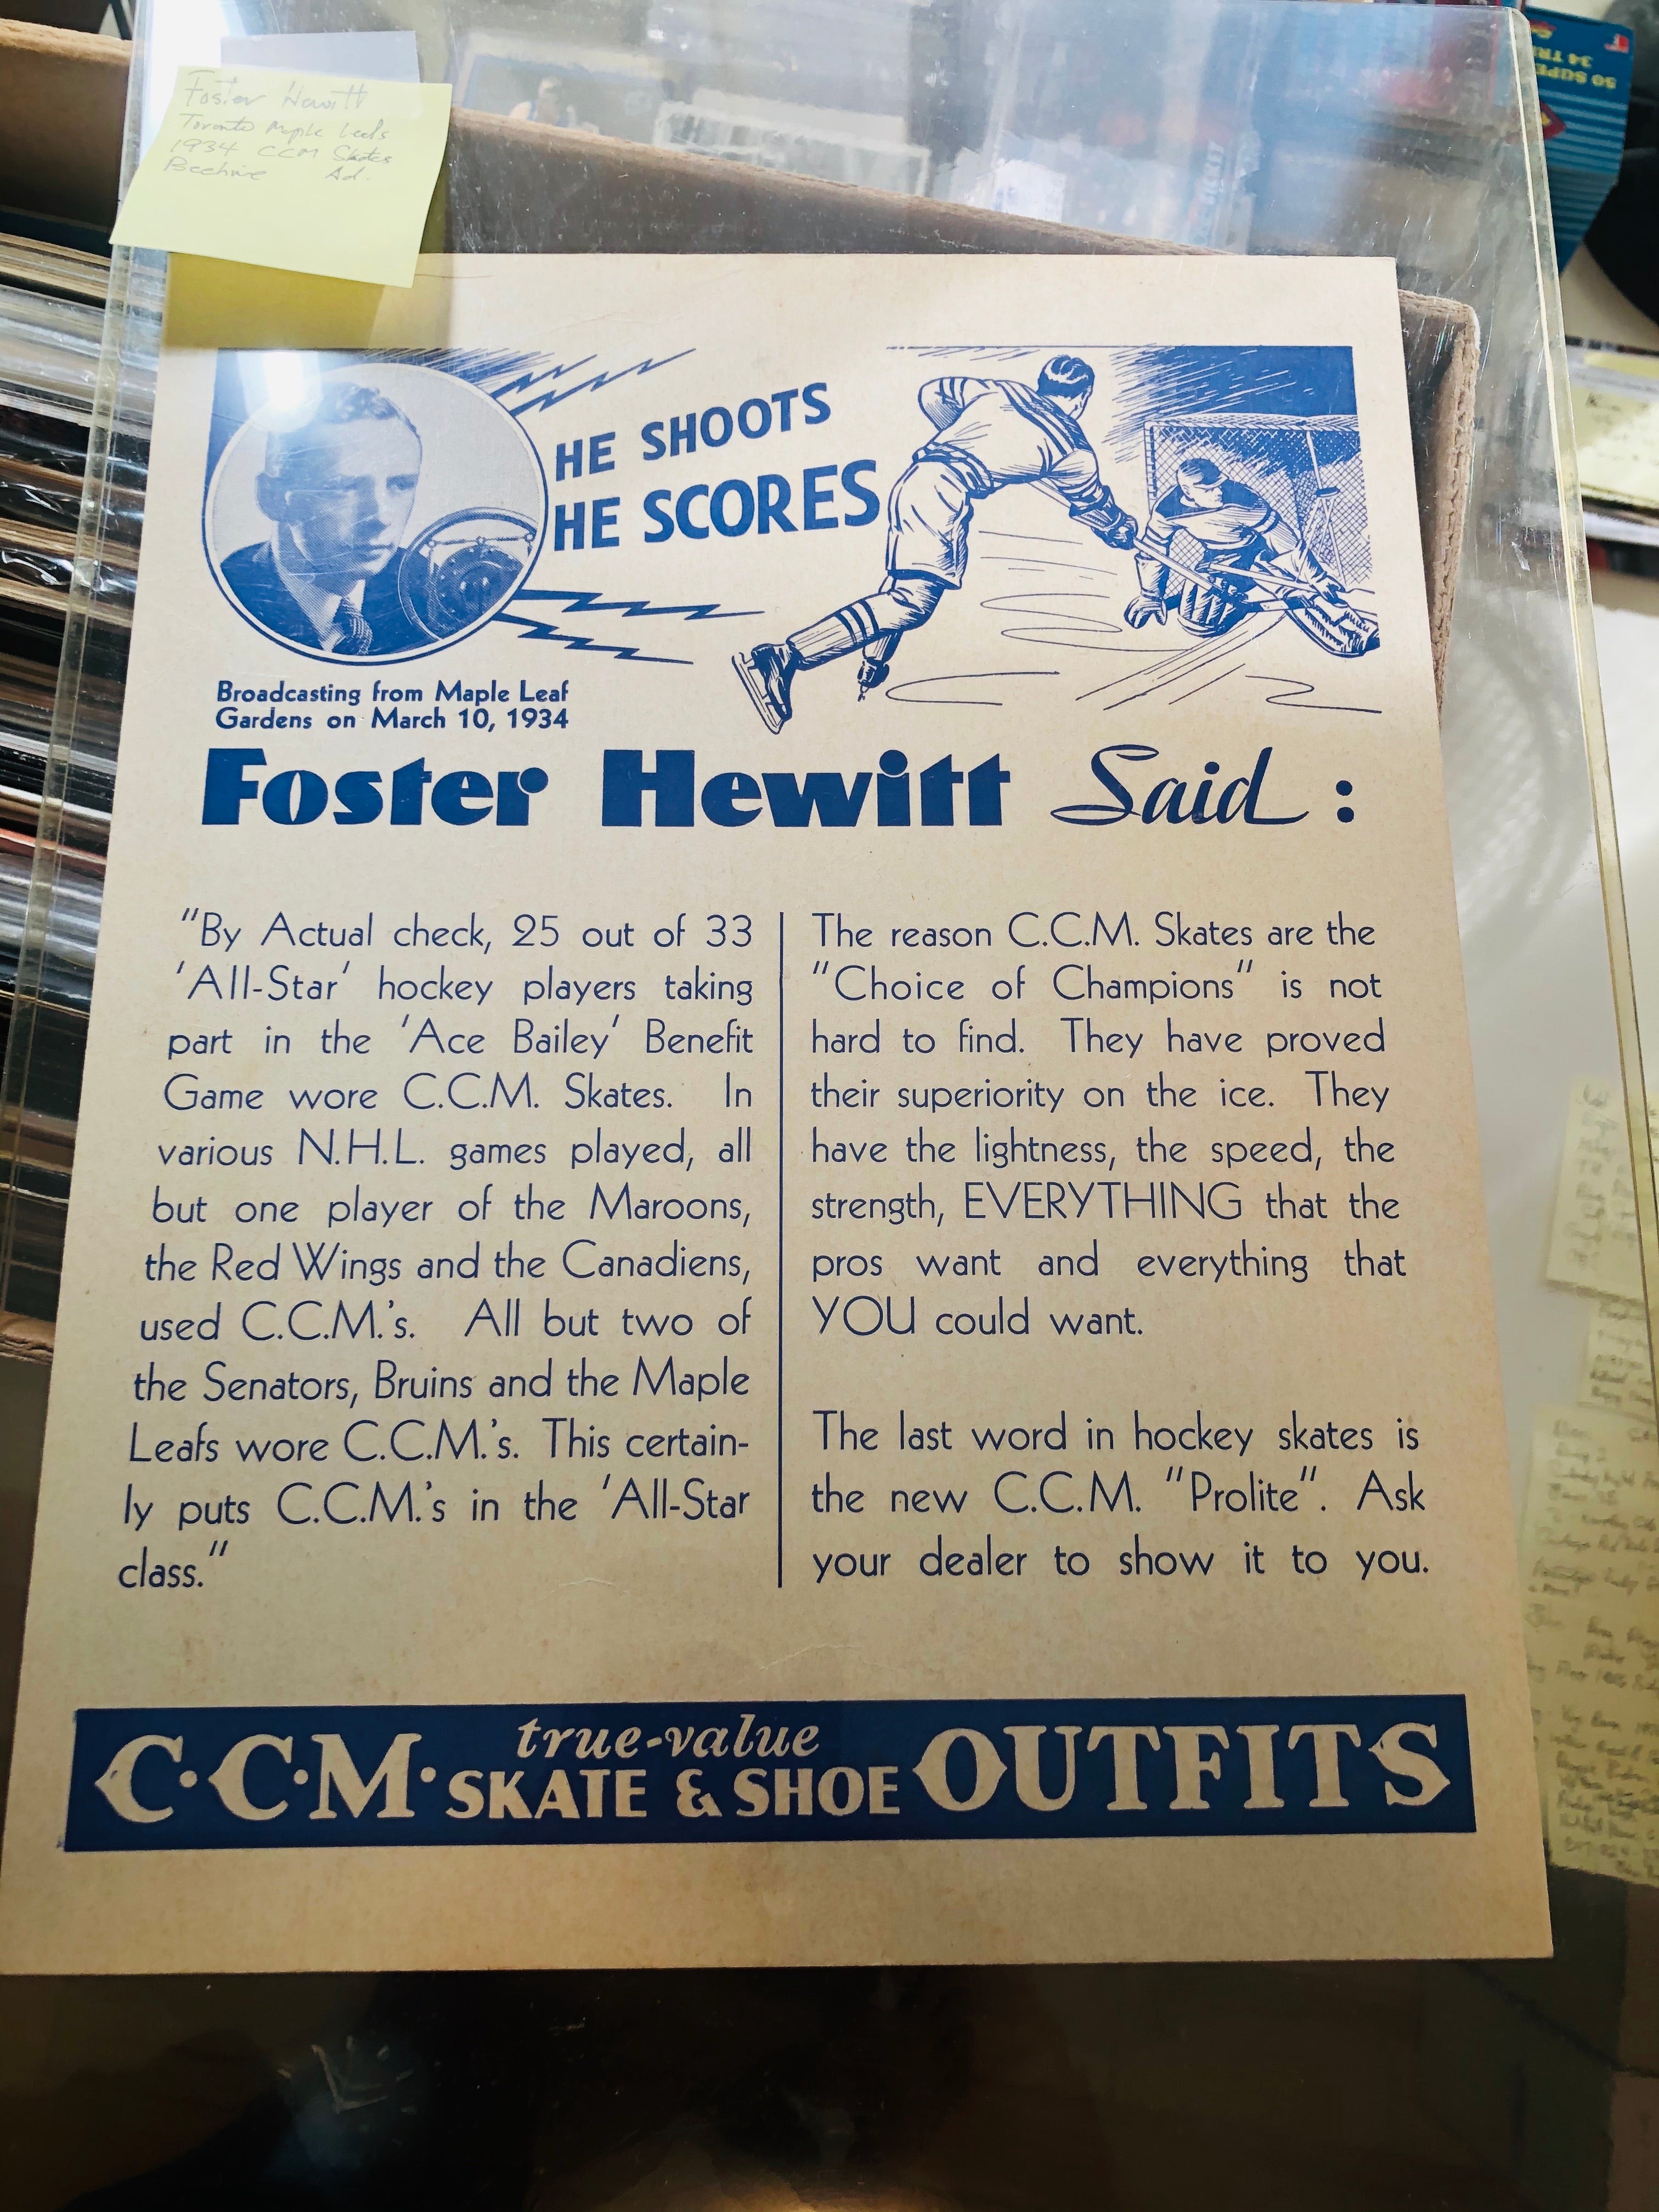 Foster Hewitt
Toronto Maple Leafs
1934 CCM Skates
Beehive Ad.
HE SHOOTS
HE SCORES
Broadcasting from Maple Leaf
Gardens on March 10, 1934
Foster Hewitt Said :
"By Actual check, 25 out of 33
'All-Star' hockey players taking
part in the 'Ace Bailey' Benefit
Game wore C.C.M. Skates. In
various N.H.L. games played, all
but one player of the Maroons,
the Red Wings and the Canadiens,
used C.C.M.'s. All but two of
the Senators, Bruins and the Maple
Leafs wore C.C.M.'s. This certain-
ly puts C.C.M.'s in the 'All-Star
class."
The reason C.C.M. Skates are the
"Choice of Champions" is not
hard to find. They have proved
their superiority on the ice. They
have the lightness, the speed, the
strength, EVERYTHING that the
pros want and everything that
YOU could want.
The last word in hockey skates is
the new C.C.M. "Prolite". Ask
your dealer to show it to you.
C·C·M· true-value
SKATE & SHOE OUTFITS